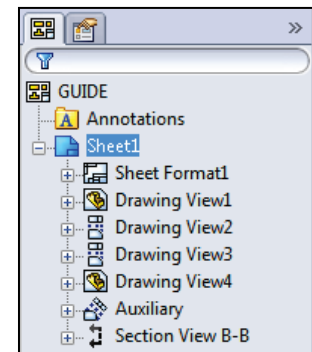 GUIDE
A Annotations
Sheet1
Sheet Format1
Drawing View1
Drawing View2
Drawing View3
Drawing View4
Auxiliary
Section View B-B